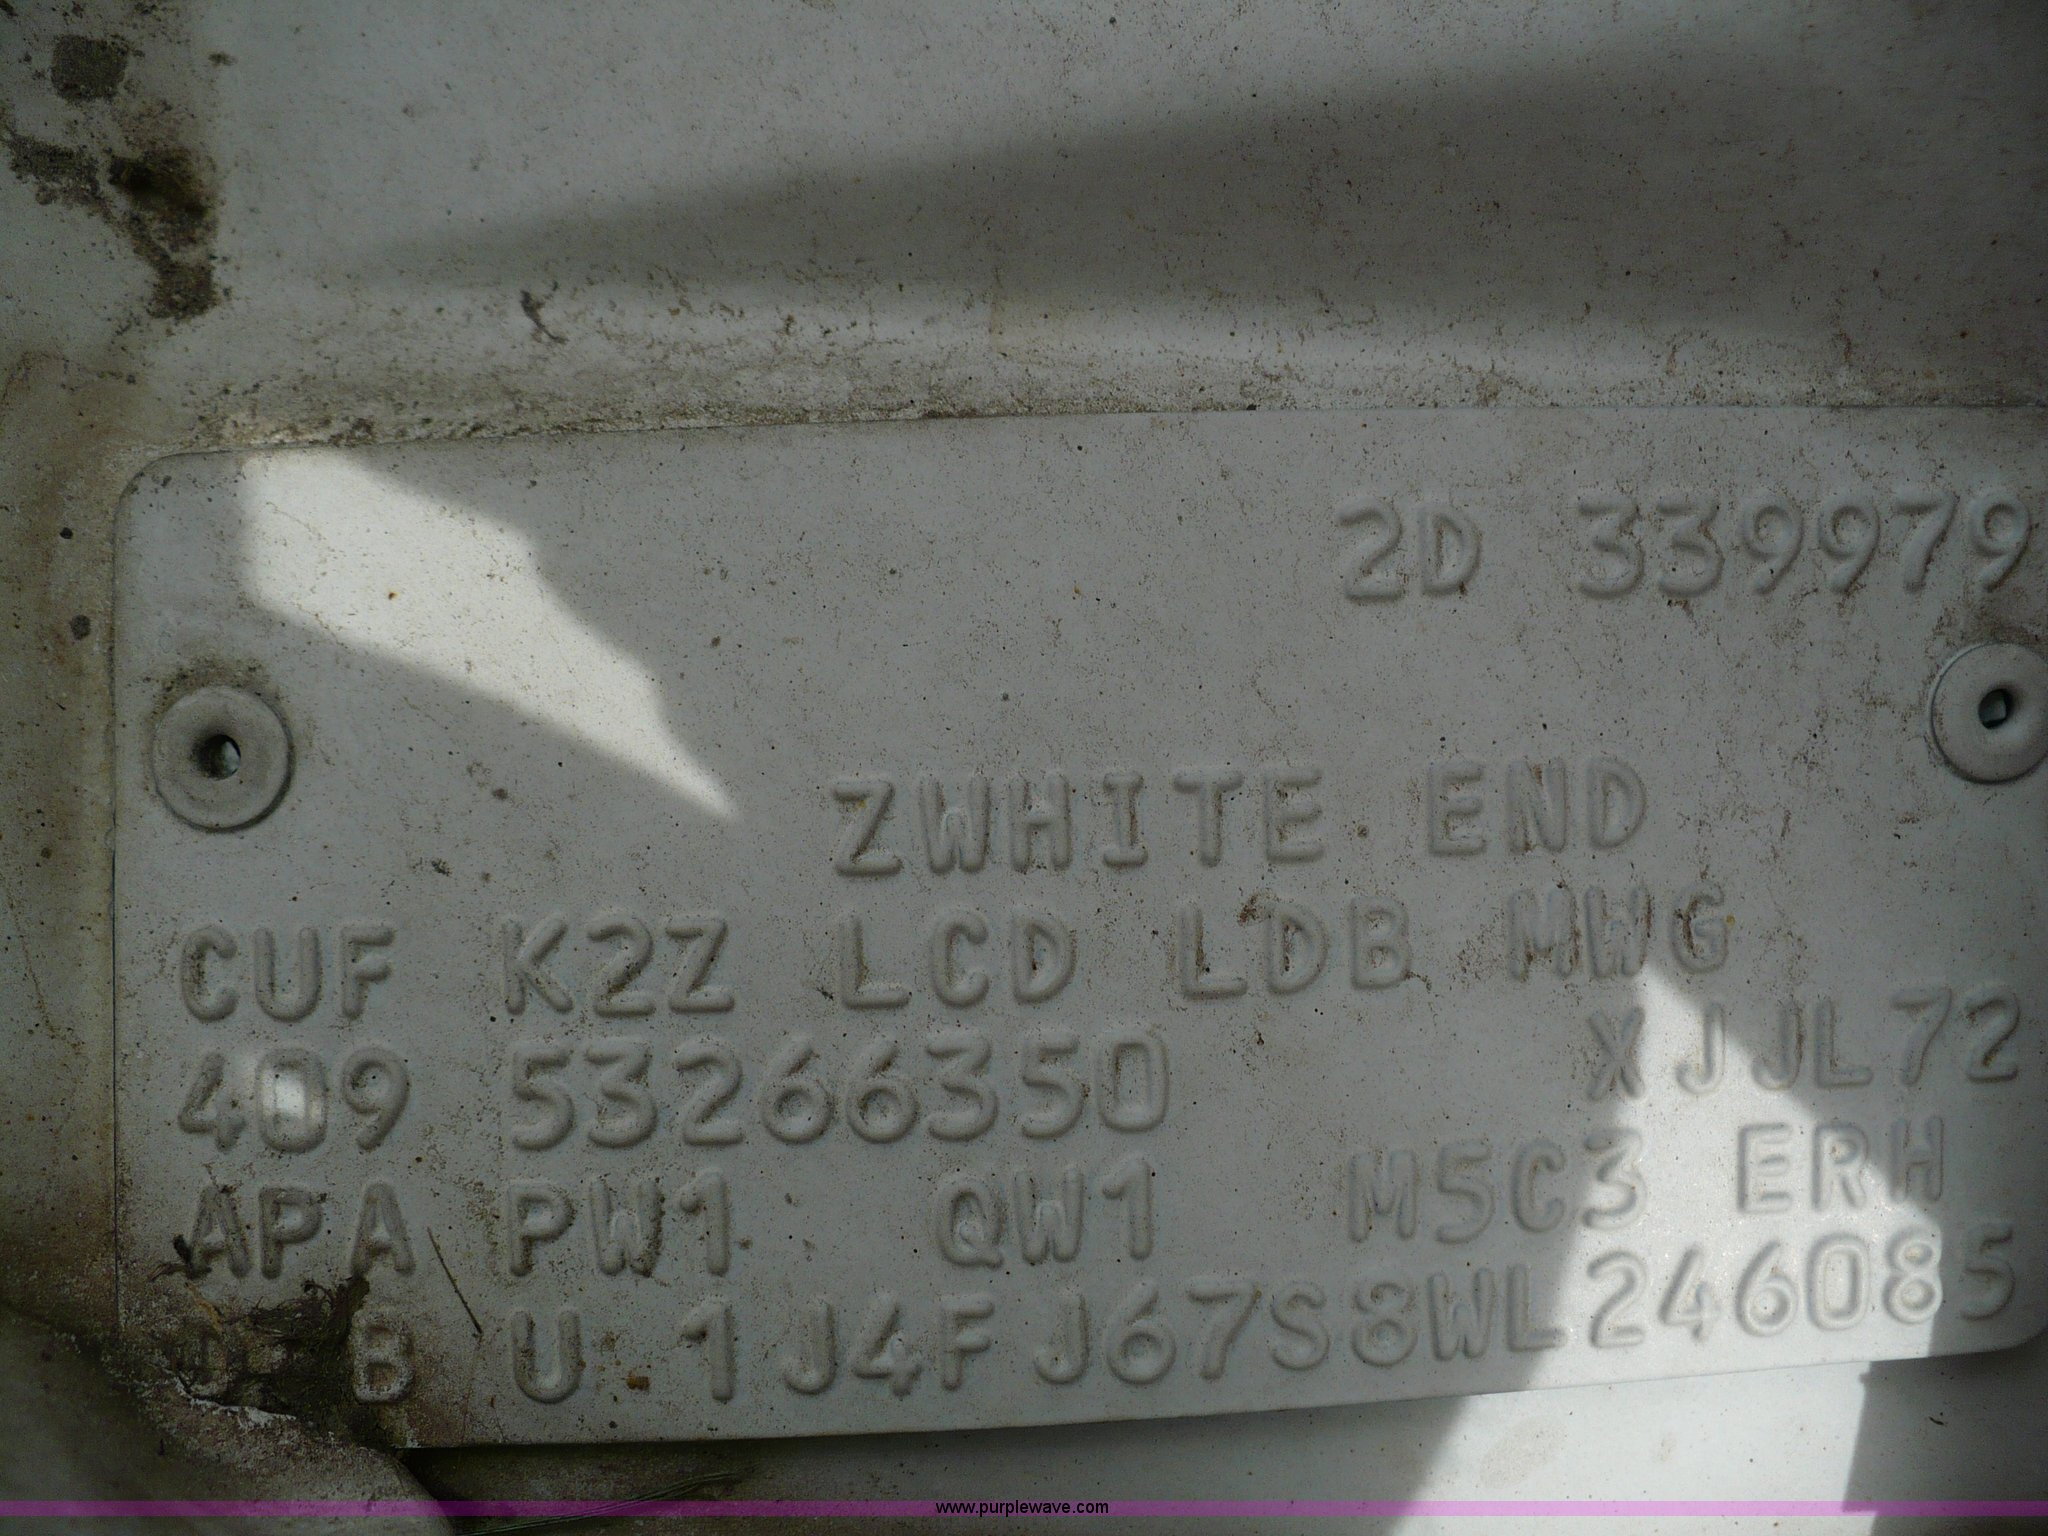 2D 339979
ZWHITE END
CUF K2Z LCD LDB MWG
409 53266350 XJJL72
APA PW1 QW1 M5C3 ERH
B U 1J4FJ67S8WL246085
www.purplewave.com